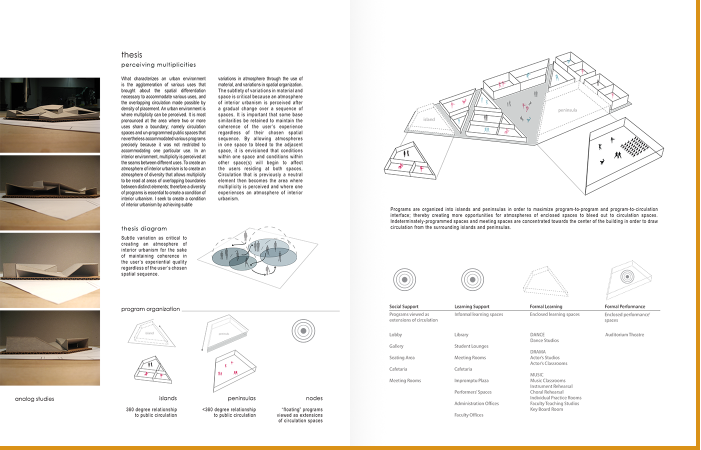 thesis
perceiving multiplicities
What characterizes an urban environment
is the agglomeration of various uses that
brought about the spatial differentiation
necessary to accommodate various uses, and
the overlapping circulation made possible by
density of placement. An urban environment is
where multiplicity can be perceived. It is most
pronounced at the area where two or more
uses share a boundary, namely circulation
spaces and un-programmed public spaces that
nevertheless accommodated various programs
precisely because it was not restricted to
accommodating one particular use. In an
interior environment, multiplicity is perceived at
the seams between different uses. To create an
atmosphere of interior urbanism is to create an
atmosphere of diversity that allows multiplicity
to be read at areas of overlapping boundaries
between distinct elements; therefore a diversity
of programs is essential to create a condition of
interior urbanism. I seek to create a condition
of interior urbanism by achieving subtle
variations in atmosphere through the use of
material, and variations in spatial organization.
The subtlety of variations in material and
space is critical because an atmosphere
of interior urbanism is perceived after
a gradual change over a sequence of
spaces. It is important that some base
similarities be retained to maintain the
coherence of the user's experience
regardless of their chosen spatial
sequence. By allowing atmospheres
in one space to bleed to the adjacent
space, it is envisioned that conditions
within one space and conditions within
other space(s) will begin to affect
the users residing at both spaces.
Circulation that is previously a neutral
element then becomes the area where
multiplicity is perceived and where one
experiences an atmosphere of interior
urbanism.
thesis diagram
Subtle variation as critical to
creating an atmosphere of
interior urbanism for the sake
of maintaining coherence in
the user's experiential quality
regardless of the user's chosen
spatial sequence.
program organization
analog studies
islands
360 degree relationship
to public circulation
peninsulas
<360 degree relationship
to public circulation
nodes
"floating" programs
viewed as extensions
of circulation spaces
island
peninsula
Programs are organized into islands and peninsulas in order to maximize program-to-program and program-to-circulation
interface; thereby creating more opportunities for atmospheres of enclosed spaces to bleed out to circulation spaces.
Indeterminately-programmed spaces and meeting spaces are concentrated towards the center of the building in order to draw
circulation from the surrounding islands and peninsulas.
Social Support
Programs viewed as
extensions of circulation
Lobby
Gallery
Seating Area
Cafeteria
Meeting Rooms
Learning Support
Informal learning spaces
Library
Student Lounges
Meeting Rooms
Cafeteria
Impromptu Plaza
Performers' Spaces
Administration Offices
Faculty Offices
Formal Learning
Enclosed learning spaces
DANCE
Dance Studios
DRAMA
Actor's Studios
Actor's Classrooms
MUSIC
Music Classrooms
Instrument Rehearsal
Choral Rehearsal
Individual Practice Rooms
Faculty Teaching Studios
Key Board Room
Formal Performance
Enclosed performance/
spaces
Auditorium Theatre